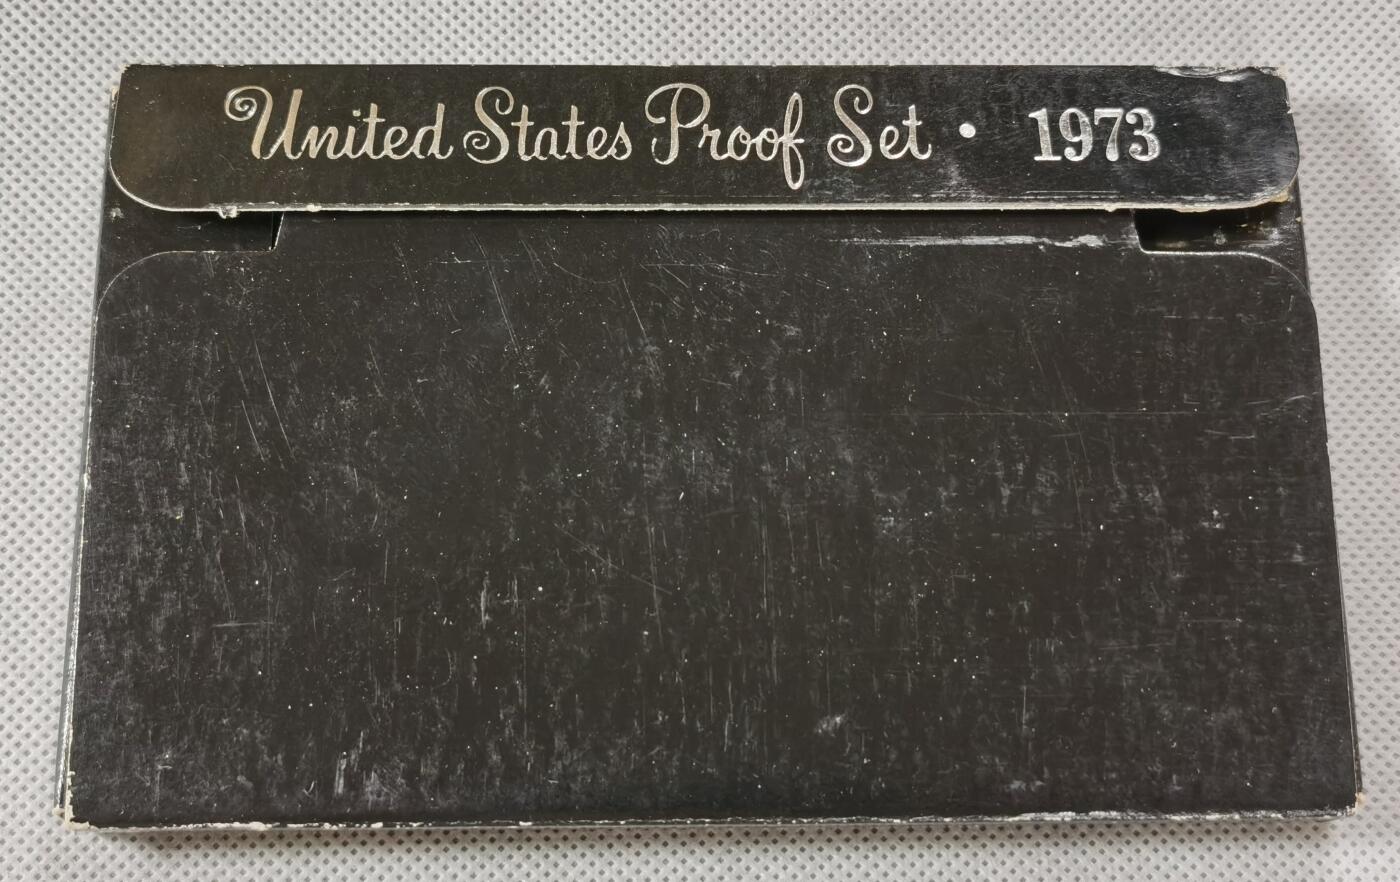 United States Proof Set • 1973